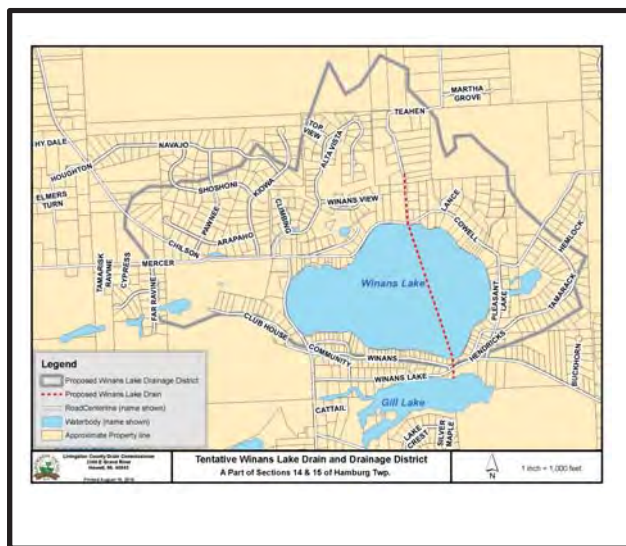 MARTHA
GROVE
TEAHEN
TOP
VIEW
ALTA VISTA
HY DALE
NAVAJO
HOUGHTON
SHOSHONI
KIOWA
ELMERS
TURN
PAWNEE
CLIMBING
WINANS VIEW
LANCE
COWELL
ARAPAHO
CHILSON
HEMLOCK
MERCER
TAMARISK
RAVINE
CYPRESS
FAR RAVINE
Winans Lake
PLEASANT
LAKE
TAMARACK
CLUB HOUSE
COMMUNITY
WINANS
HENDRICKS
BUCKHORN
WINANS LAKE
CATTAIL
Gill Lake
LAKE
CREST
SILVER
MAPLE
Legend
Proposed Winans Lake Drainage District
Proposed Winans Lake Drain
RoadCenterline (name shown)
Waterbody (name shown)
Approximate Property line
Livingston County Drain Commissioner
Tentative Winans Lake Drain and Drainage District
A Part of Sections 14 & 15 of Hamburg Twp.
N
1 inch = 1,000 feet